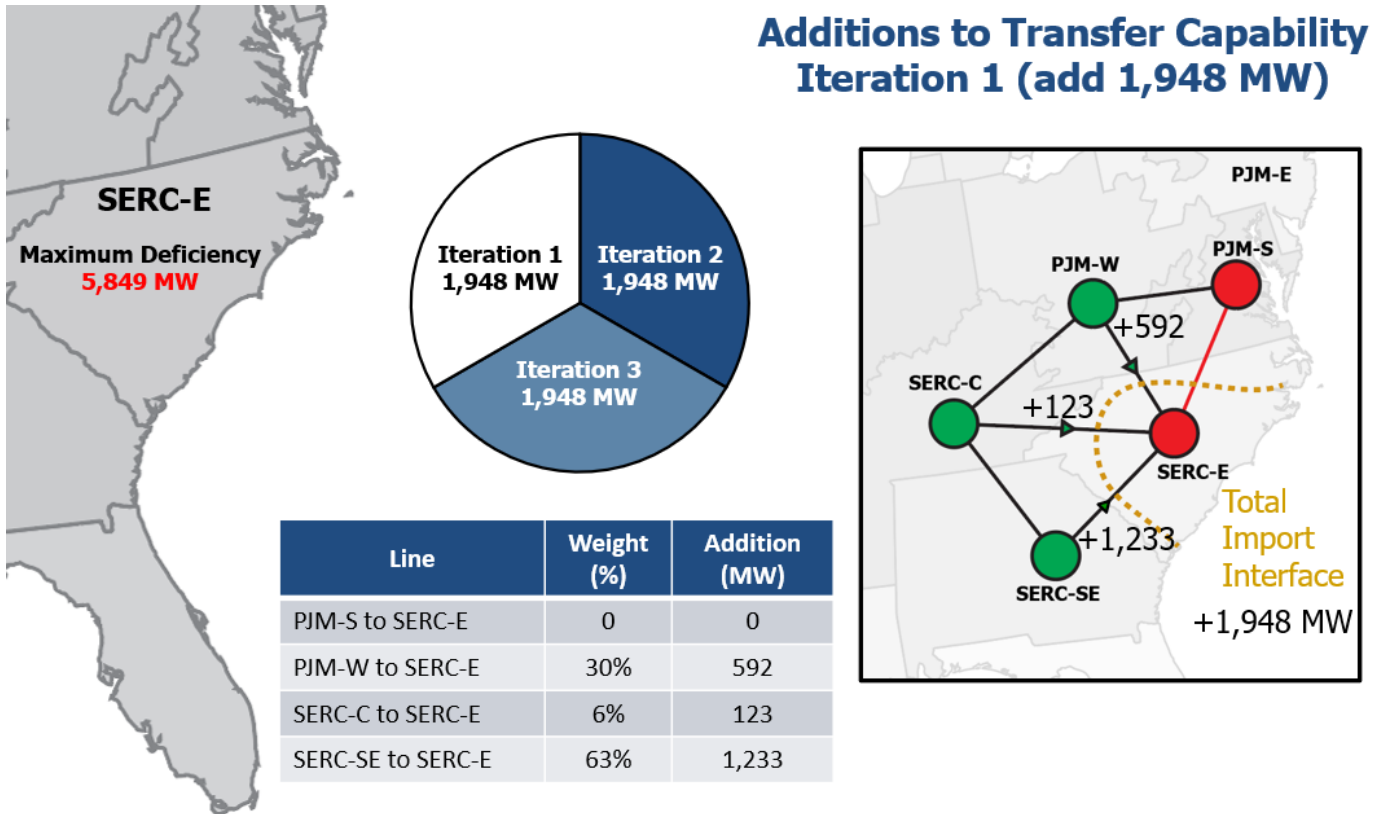 Additions to Transfer Capability
Iteration 1 (add 1,948 MW)
SERC-E
Maximum Deficiency
5,849 MW
Iteration 1
1,948 MW
Iteration 2
1,948 MW
Iteration 3
1,948 MW
Line Weight (%) Addition (MW)
PJM-S to SERC-E 0 0
PJM-W to SERC-E 30% 592
SERC-C to SERC-E 6% 123
SERC-SE to SERC-E 63% 1,233
PJM-E
PJM-S
PJM-W
+592
SERC-C
+123
SERC-E
+1,233
SERC-SE
Total
Import
Interface
+1,948 MW